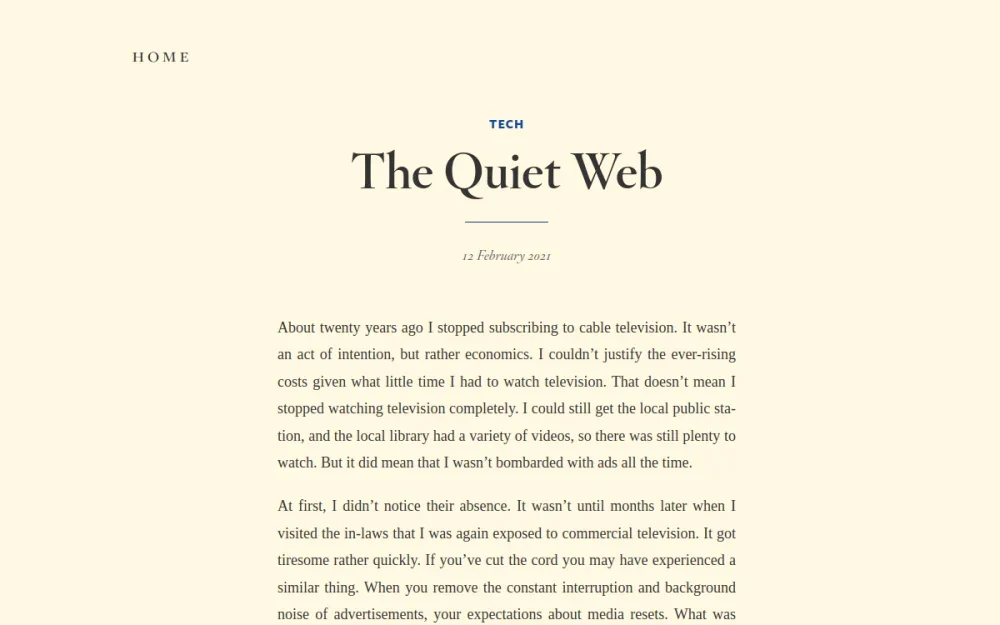 HOME
TECH
The Quiet Web
12 February 2021
About twenty years ago I stopped subscribing to cable television. It wasn’t
an act of intention, but rather economics. I couldn’t justify the ever-rising
costs given what little time I had to watch television. That doesn’t mean I
stopped watching television completely. I could still get the local public sta-
tion, and the local library had a variety of videos, so there was still plenty to
watch. But it did mean that I wasn’t bombarded with ads all the time.
At first, I didn’t notice their absence. It wasn’t until months later when I
visited the in-laws that I was again exposed to commercial television. It got
tiresome rather quickly. If you’ve cut the cord you may have experienced a
similar thing. When you remove the constant interruption and background
noise of advertisements, your expectations about media resets. What was